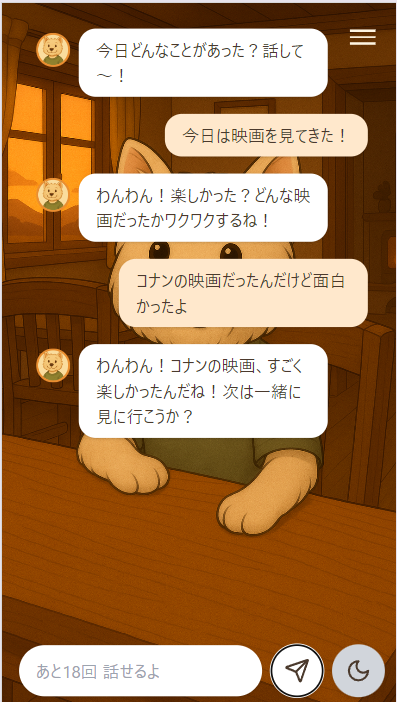 今日どんなことがあった？話して
～！
今日は映画を見てきた！
わんわん！楽しかった？どんな映
画だったかワクワクするね！
コナンの映画だったんだけど面白
かったよ
わんわん！コナンの映画、すごく
楽しかったんだね！次は一緒に
見に行こうか？
あと18回 話せるよ